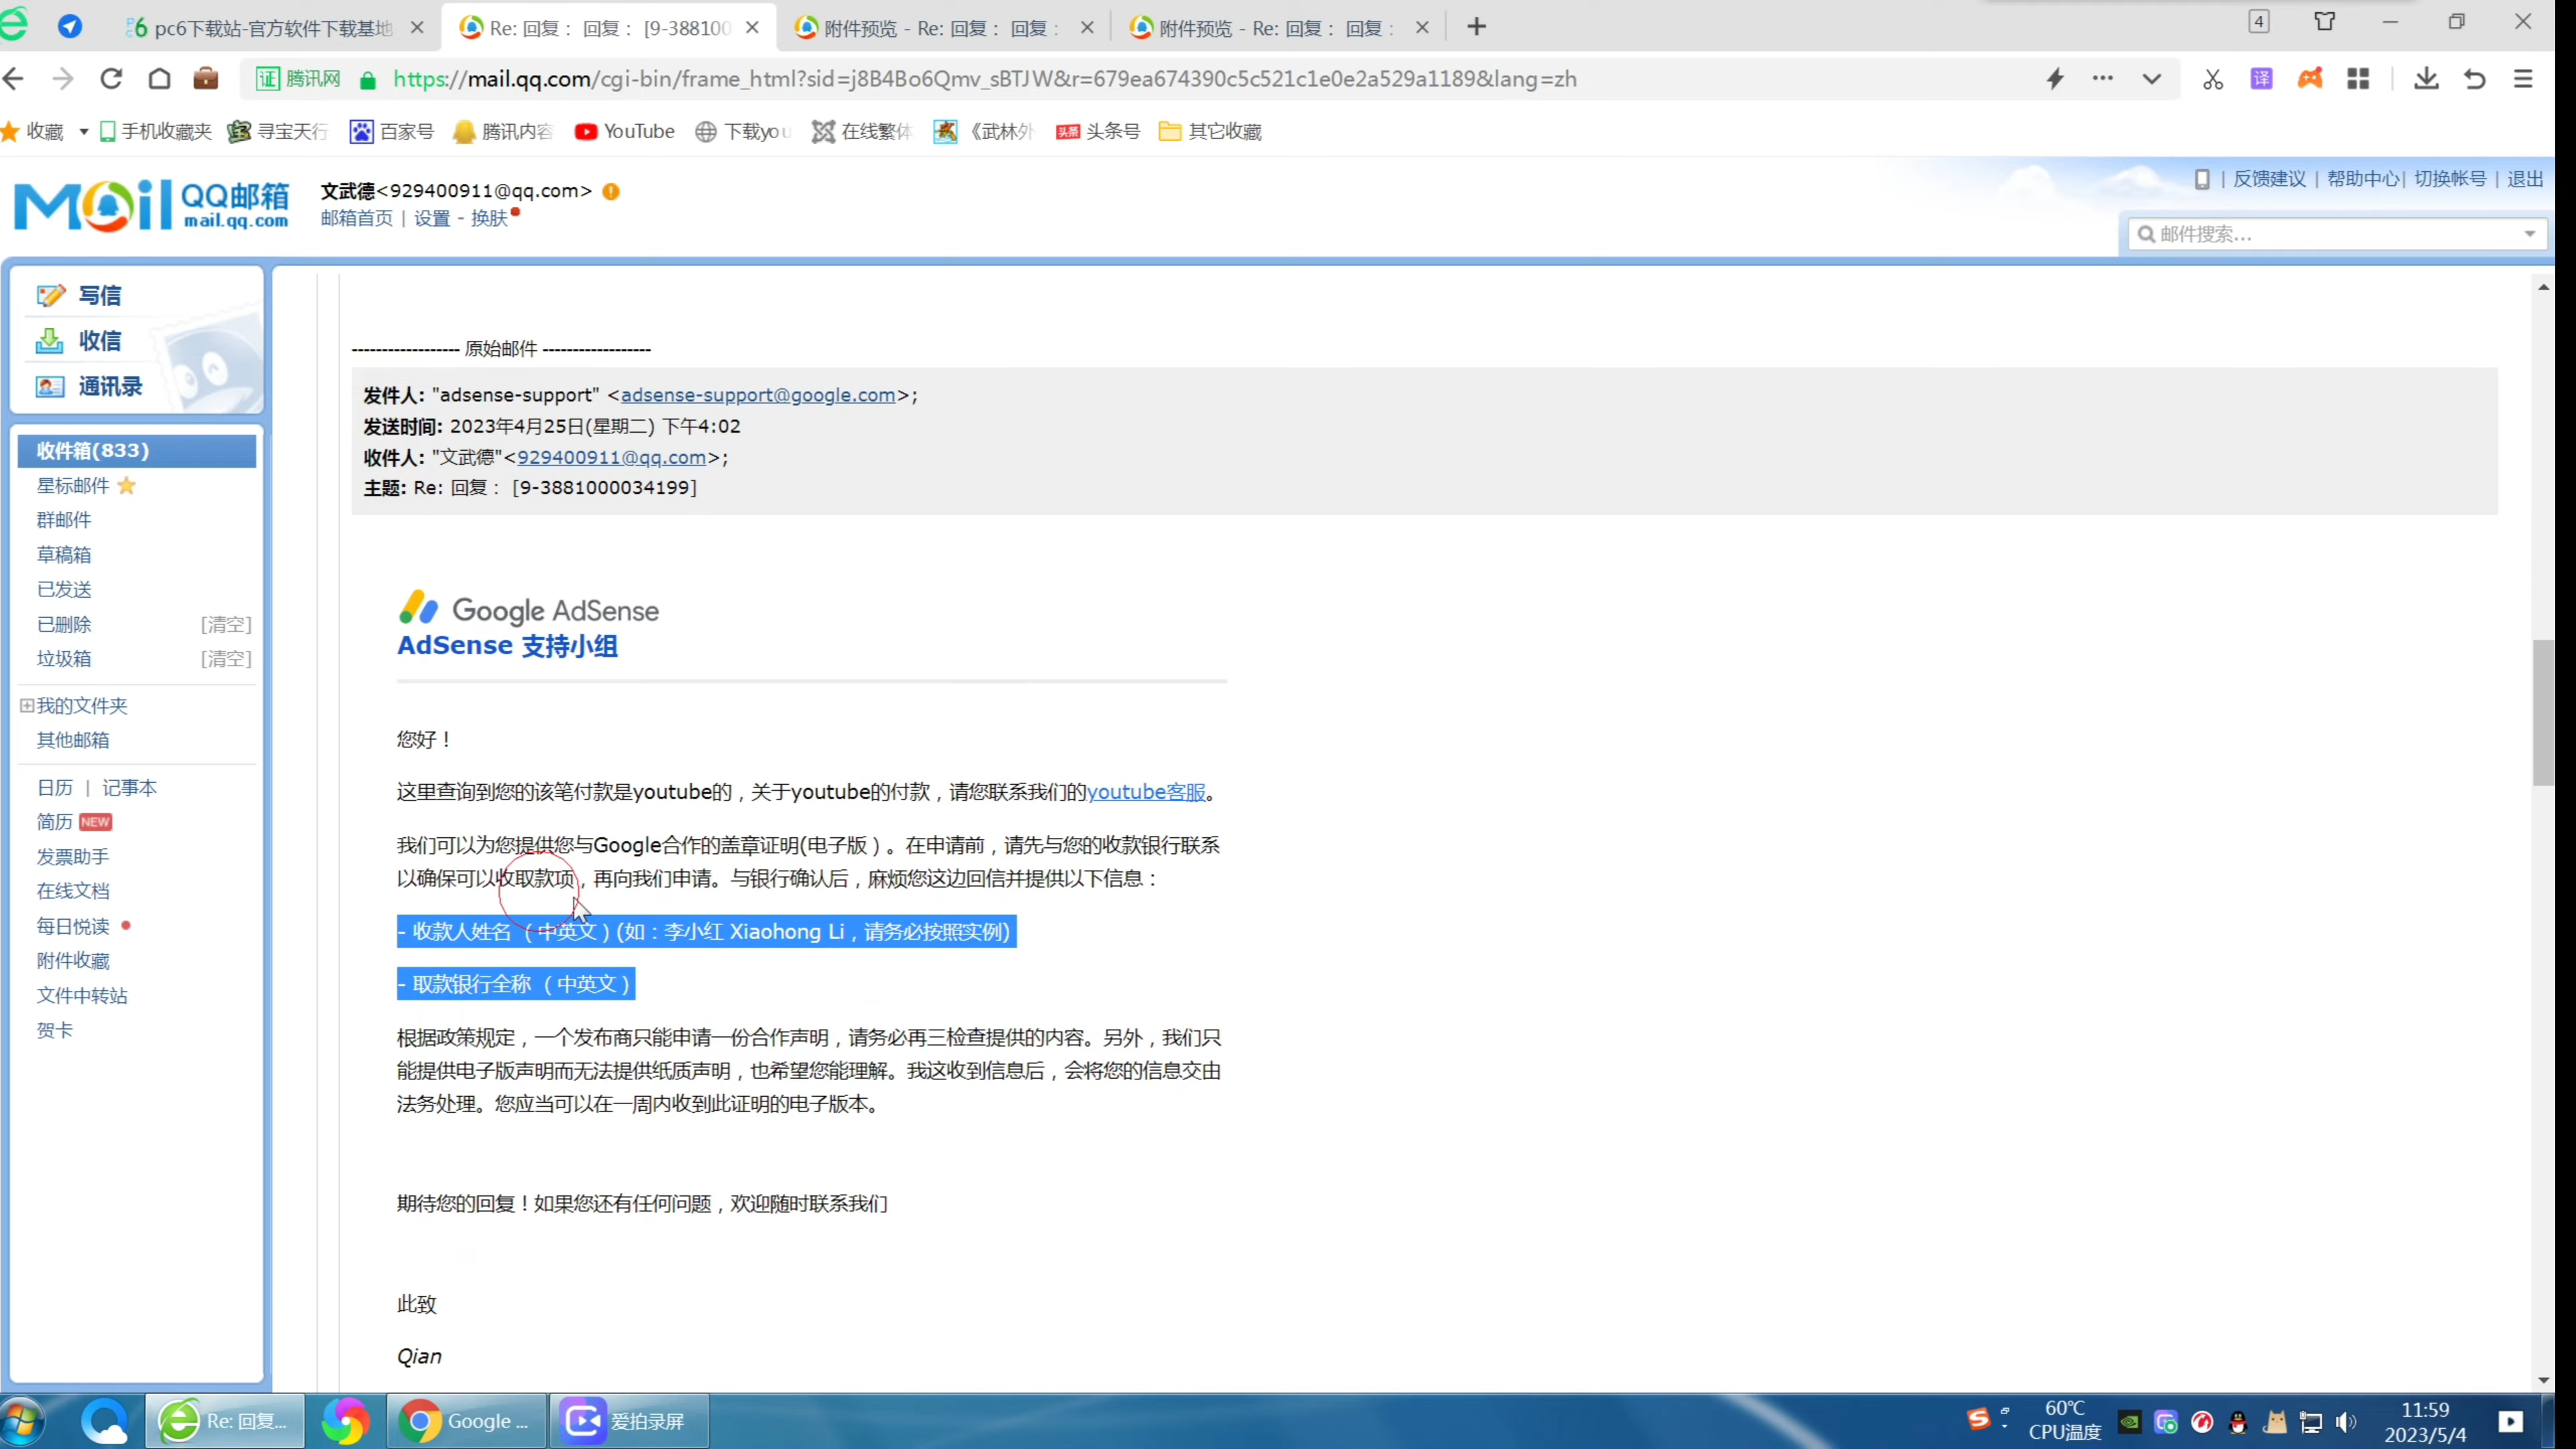 pc6下载站-官方软件下载基地
Re: 回复： 回复： [9-388100
附件预览 - Re: 回复： 回复：
附件预览 - Re: 回复： 回复：
4
证 腾讯网
https://mail.qq.com/cgi-bin/frame_html?sid=j8B4Bo6Qmv_sBTJW&r=679ea674390c5c521c1e0e2a529a1189&lang=zh
译
收藏 手机收藏夹 寻宝天行 百家号 腾讯内容 YouTube 下载you 在线繁体 《武林外 头条 头条号 其它收藏
Mail QQ邮箱
mail.qq.com
文武德<929400911@qq.com>
邮箱首页 | 设置 - 换肤
| 反馈建议 | 帮助中心 | 切换帐号 | 退出
邮件搜索...
写信
收信
通讯录
收件箱(833)
星标邮件
群邮件
草稿箱
已发送
已删除 [清空]
垃圾箱 [清空]
我的文件夹
其他邮箱
日历 | 记事本
简历 NEW
发票助手
在线文档
每日悦读
附件收藏
文件中转站
贺卡
------------------ 原始邮件 ------------------
发件人: "adsense-support" <adsense-support@google.com>;
发送时间: 2023年4月25日(星期二) 下午4:02
收件人: "文武德"<929400911@qq.com>;
主题: Re: 回复： [9-3881000034199]
Google AdSense
AdSense 支持小组
您好！
这里查询到您的该笔付款是youtube的，关于youtube的付款，请您联系我们的youtube客服。
我们可以为您提供您与Google合作的盖章证明(电子版）。在申请前，请先与您的收款银行联系
以确保可以收取款项，再向我们申请。与银行确认后，麻烦您这边回信并提供以下信息：
- 收款人姓名 （中英文）(如：李小红 Xiaohong Li，请务必按照实例)
- 取款银行全称 （中英文）
根据政策规定，一个发布商只能申请一份合作声明，请务必再三检查提供的内容。另外，我们只
能提供电子版声明而无法提供纸质声明，也希望您能理解。我这收到信息后，会将您的信息交由
法务处理。您应当可以在一周内收到此证明的电子版本。
期待您的回复！如果您还有任何问题，欢迎随时联系我们
此致
Qian
Re: 回复...
Google ...
爱拍录屏
60℃
CPU温度
11:59
2023/5/4